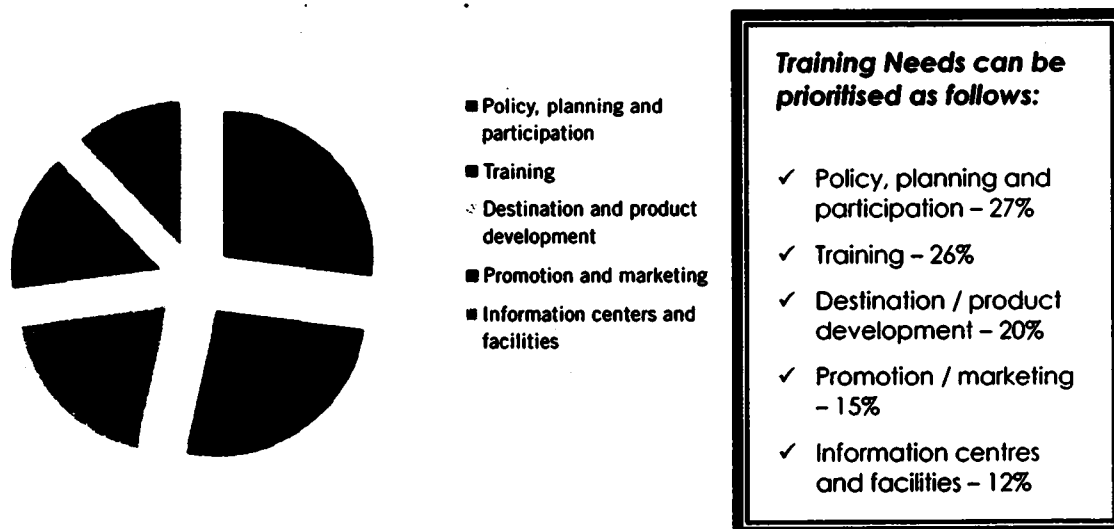 Policy, planning and
participation
Training
Destination and product
development
Promotion and marketing
Information centers and
facilities
Training Needs can be
prioritised as follows:
✓ Policy, planning and
participation – 27%
✓ Training – 26%
✓ Destination / product
development – 20%
✓ Promotion / marketing
– 15%
✓ Information centres
and facilities – 12%